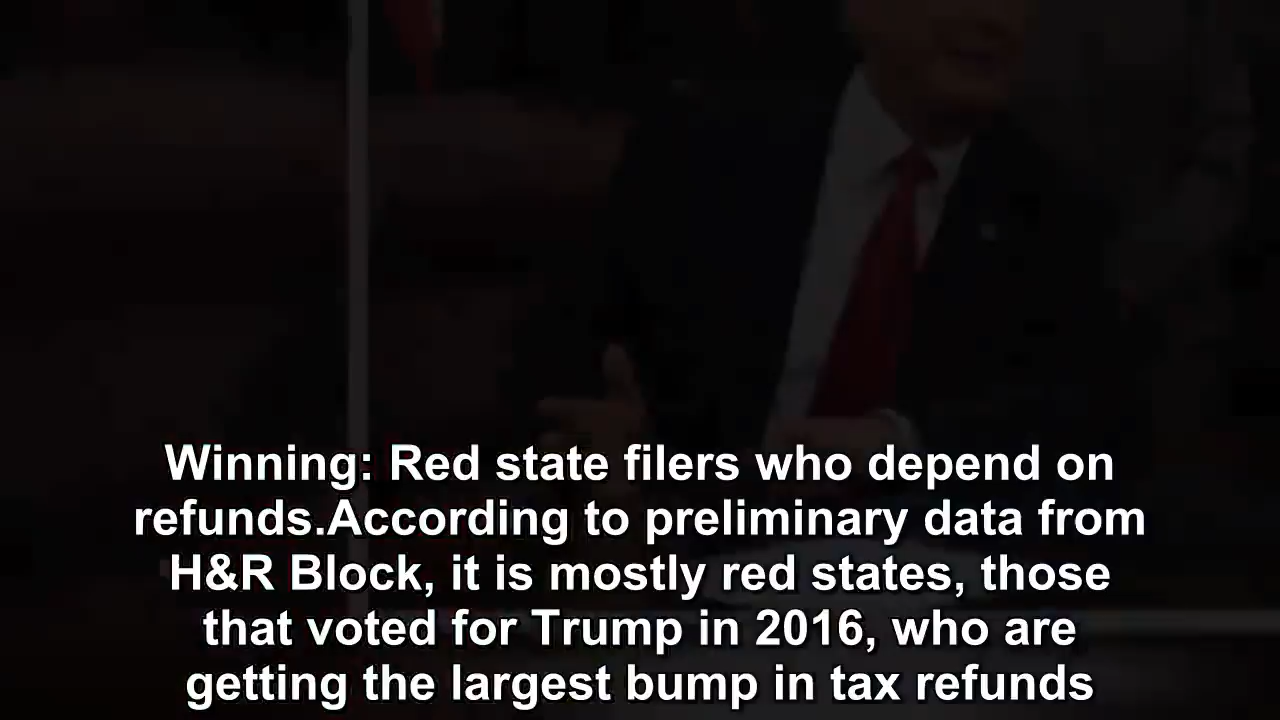 Winning: Red state filers who depend on
refunds.According to preliminary data from
H&R Block, it is mostly red states, those
that voted for Trump in 2016, who are
getting the largest bump in tax refunds